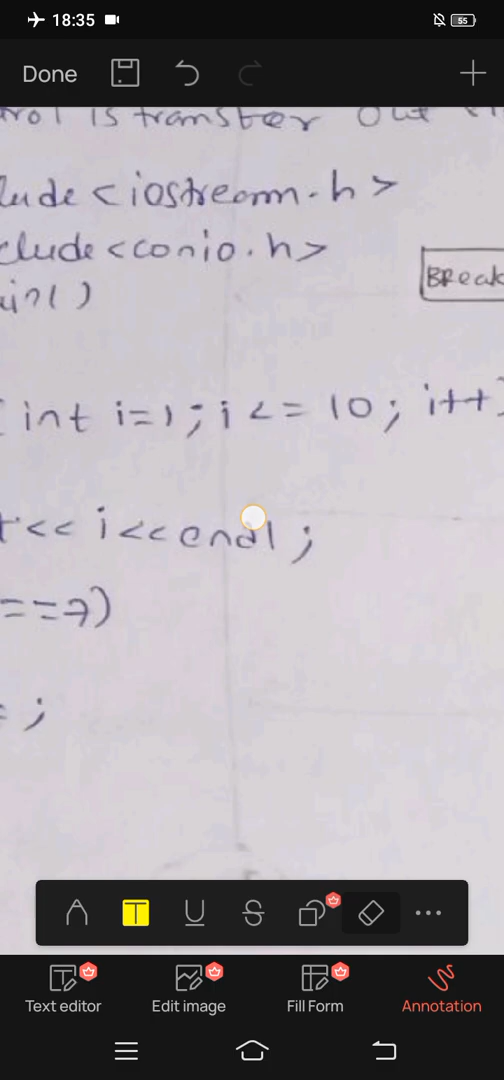 18:35
55
Done
rol is transfer out
lude <iostream.h>
clude <conio.h>
ain()
Break
int i=1; i <= 10; i++)
t<< i<<endl;
==7)
;
T U S
Text editor Edit image Fill Form Annotation